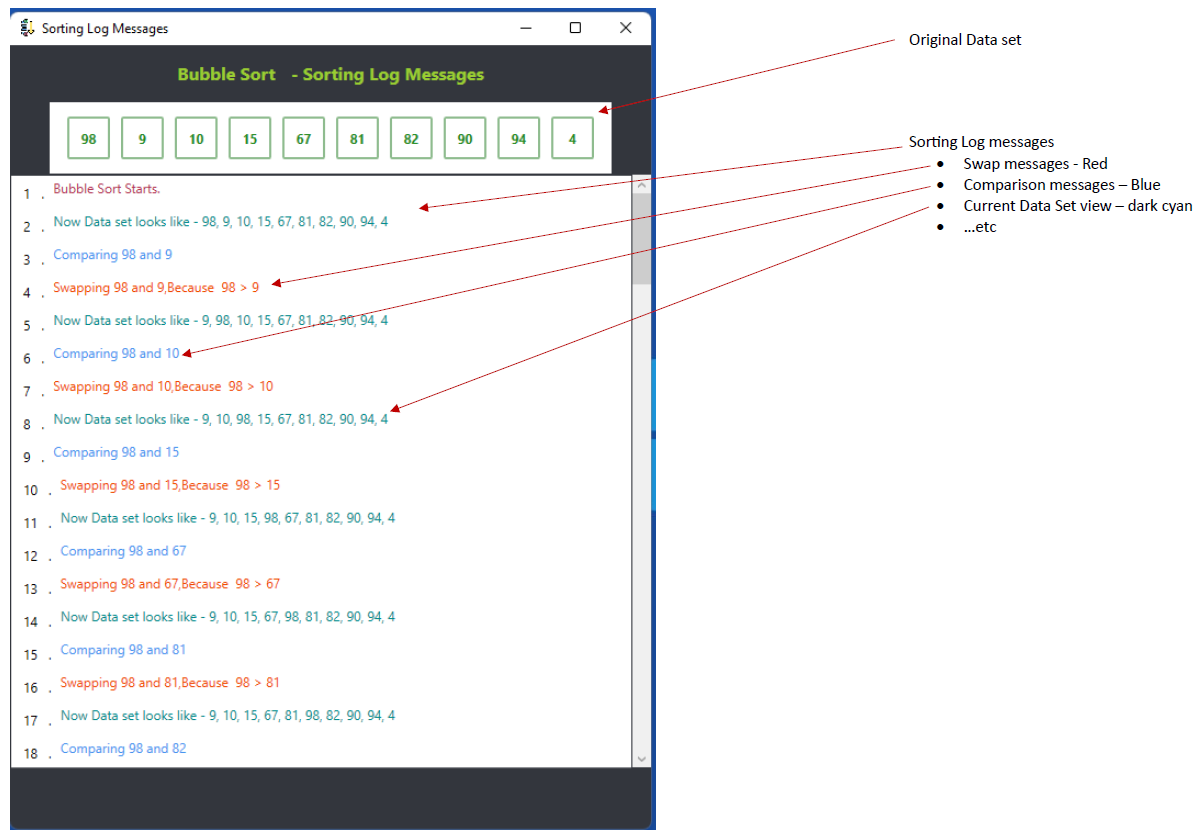 Sorting Log Messages
Bubble Sort - Sorting Log Messages
98 9 10 15 67 81 82 90 94 4
1 . Bubble Sort Starts.
2 . Now Data set looks like - 98, 9, 10, 15, 67, 81, 82, 90, 94, 4
3 . Comparing 98 and 9
4 . Swapping 98 and 9,Because 98 > 9
5 . Now Data set looks like - 9, 98, 10, 15, 67, 81, 82, 90, 94, 4
6 . Comparing 98 and 10
7 . Swapping 98 and 10,Because 98 > 10
8 . Now Data set looks like - 9, 10, 98, 15, 67, 81, 82, 90, 94, 4
9 . Comparing 98 and 15
10 . Swapping 98 and 15,Because 98 > 15
11 . Now Data set looks like - 9, 10, 15, 98, 67, 81, 82, 90, 94, 4
12 . Comparing 98 and 67
13 . Swapping 98 and 67,Because 98 > 67
14 . Now Data set looks like - 9, 10, 15, 67, 98, 81, 82, 90, 94, 4
15 . Comparing 98 and 81
16 . Swapping 98 and 81,Because 98 > 81
17 . Now Data set looks like - 9, 10, 15, 67, 81, 98, 82, 90, 94, 4
18 . Comparing 98 and 82
Original Data set
Sorting Log messages
• Swap messages - Red
• Comparison messages – Blue
• Current Data Set view – dark cyan
• ...etc